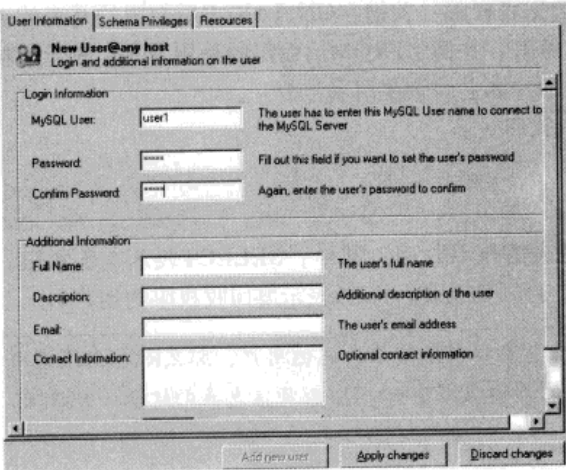 User Information Schema Privileges Resources
New User@any host
Login and additional information on the user
Login Information
MySQL User: user1 The user has to enter this MySQL User name to connect to
the MySQL Server
Password: ***** Fill out this field if you want to set the user's password
Confirm Password: ***** Again, enter the user's password to confirm
Additional Information
Full Name: The user's full name
Description: Additional description of the user
Email: The user's email address
Contact Information: Optional contact information
Add new user Apply changes Discard changes